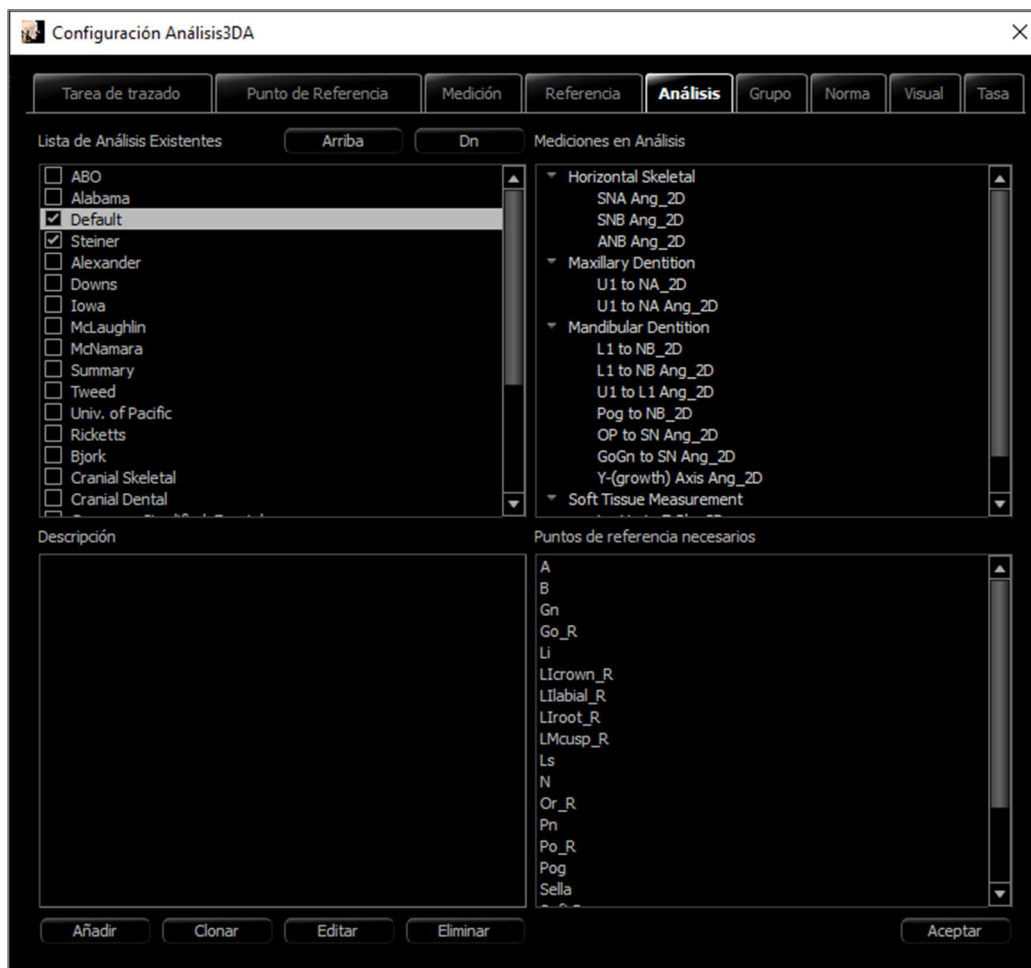 Configuración Análisis3DA
Tarea de trazado
Punto de Referencia
Medición
Referencia
Análisis
Grupo
Norma
Visual
Tasa
Lista de Análisis Existentes
Arriba
Dn
ABO
Alabama
Default
Steiner
Alexander
Downs
Iowa
McLaughlin
McNamara
Summary
Tweed
Univ. of Pacific
Ricketts
Bjork
Cranial Skeletal
Cranial Dental
Mediciones en Análisis
Horizontal Skeletal
SNA Ang_2D
SNB Ang_2D
ANB Ang_2D
Maxillary Dentition
U1 to NA_2D
U1 to NA Ang_2D
Mandibular Dentition
L1 to NB_2D
L1 to NB Ang_2D
U1 to L1 Ang_2D
Pog to NB_2D
OP to SN Ang_2D
GoGn to SN Ang_2D
Y-(growth) Axis Ang_2D
Soft Tissue Measurement
Descripción
Puntos de referencia necesarios
A
B
Gn
Go_R
Li
LIcrown_R
LIlabial_R
LIroot_R
LMcusp_R
Ls
N
Or_R
Pn
Po_R
Pog
Sella
Añadir
Clonar
Editar
Eliminar
Aceptar